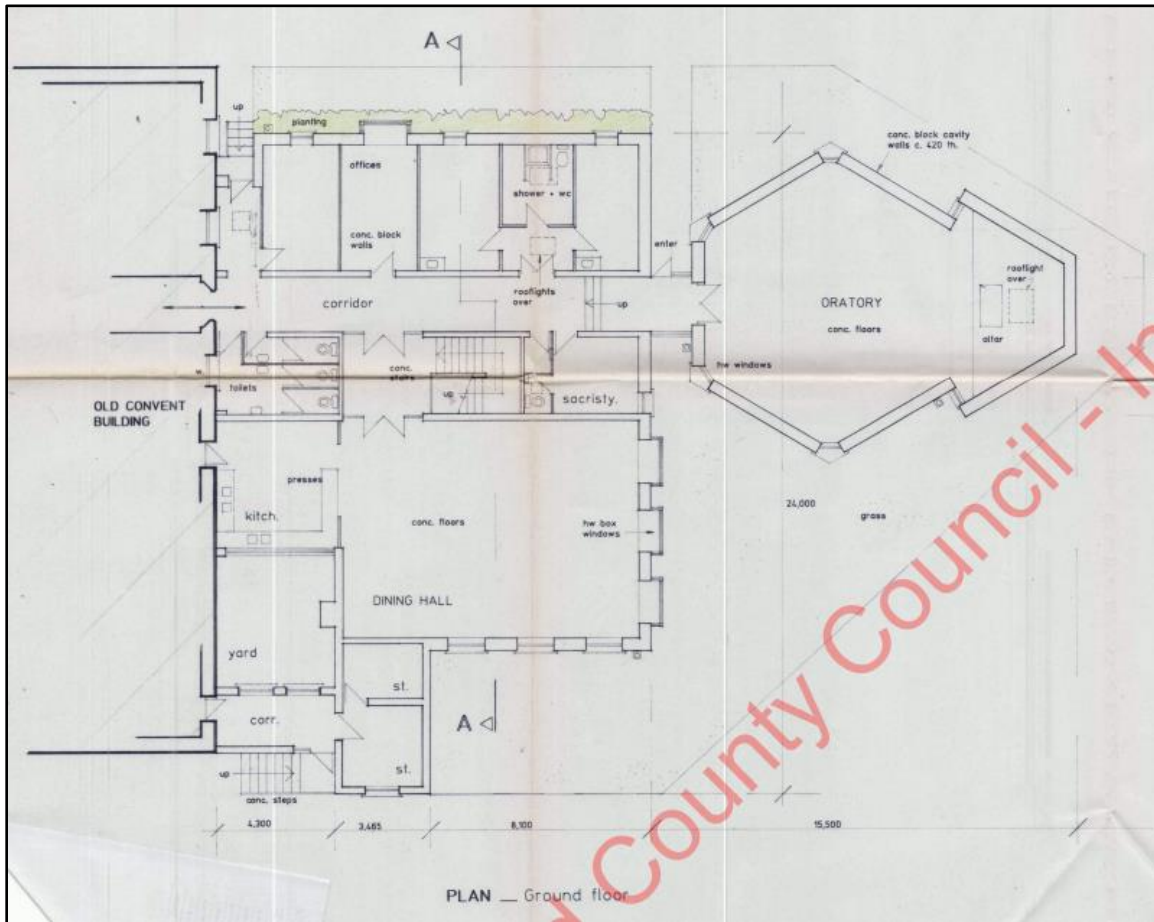 A
up
planting
conc. block cavity
walls c. 420 th.
offices
shower + wc
conc. block
walls
enter
rooflight
over
rooflights
over
corridor
up
ORATORY
conc. floors
altar
conc.
stairs
hw windows
toilets
up
sacristy.
OLD CONVENT
BUILDING
presses
kitch.
conc. floors
hw box
windows
24,000
grass
DINING HALL
yard
st.
corr.
A
st.
up
conc. steps
4,300
3,465
8,100
15,500
PLAN _ Ground floor
County Council - In